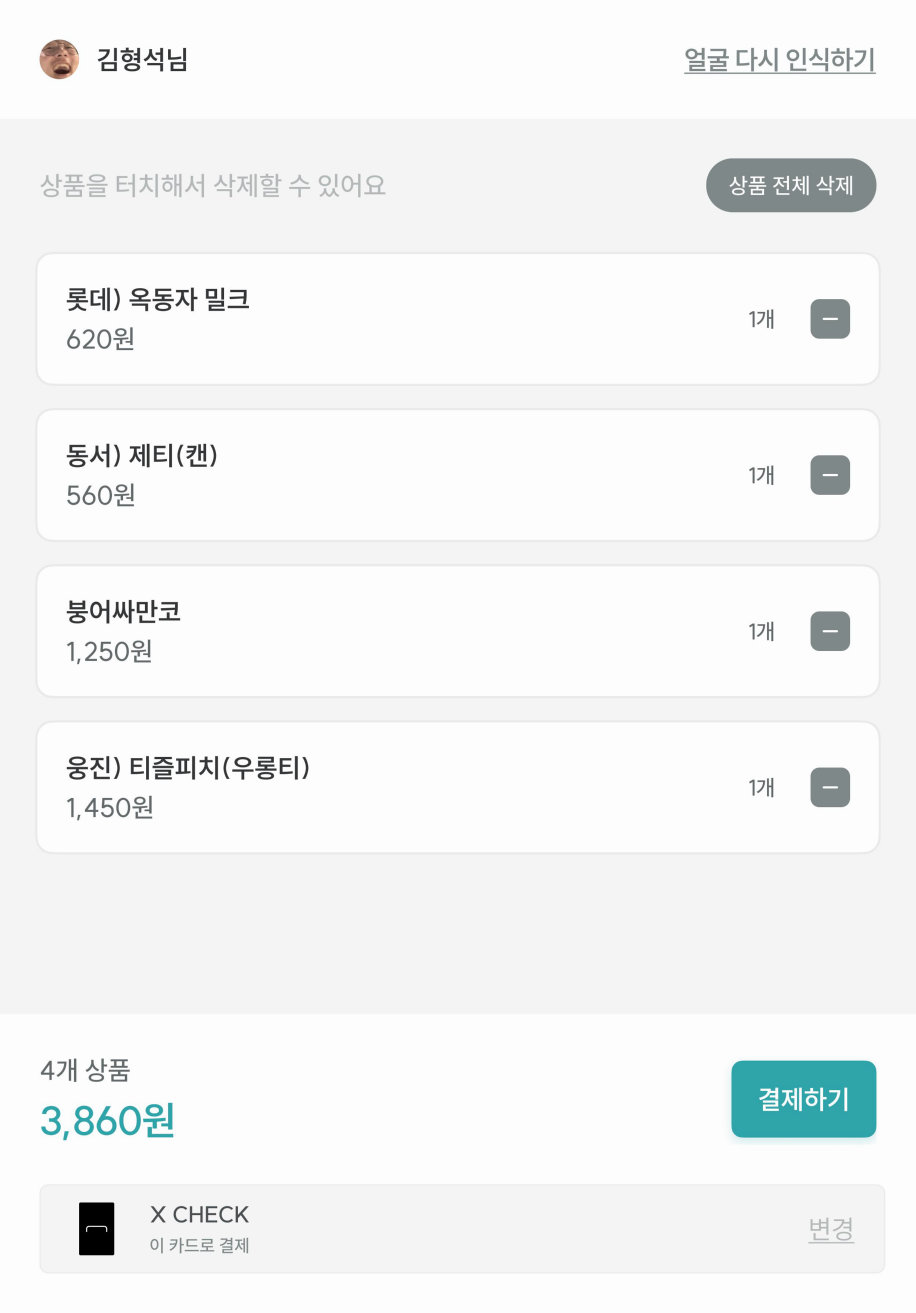 김형석님
얼굴 다시 인식하기
상품을 터치해서 삭제할 수 있어요
상품 전체 삭제
롯데) 옥동자 밀크
620원
1개
동서) 제티(캔)
560원
1개
붕어싸만코
1,250원
1개
웅진) 티즐피치(우롱티)
1,450원
1개
4개 상품
3,860원
결제하기
X CHECK
이 카드로 결제
변경